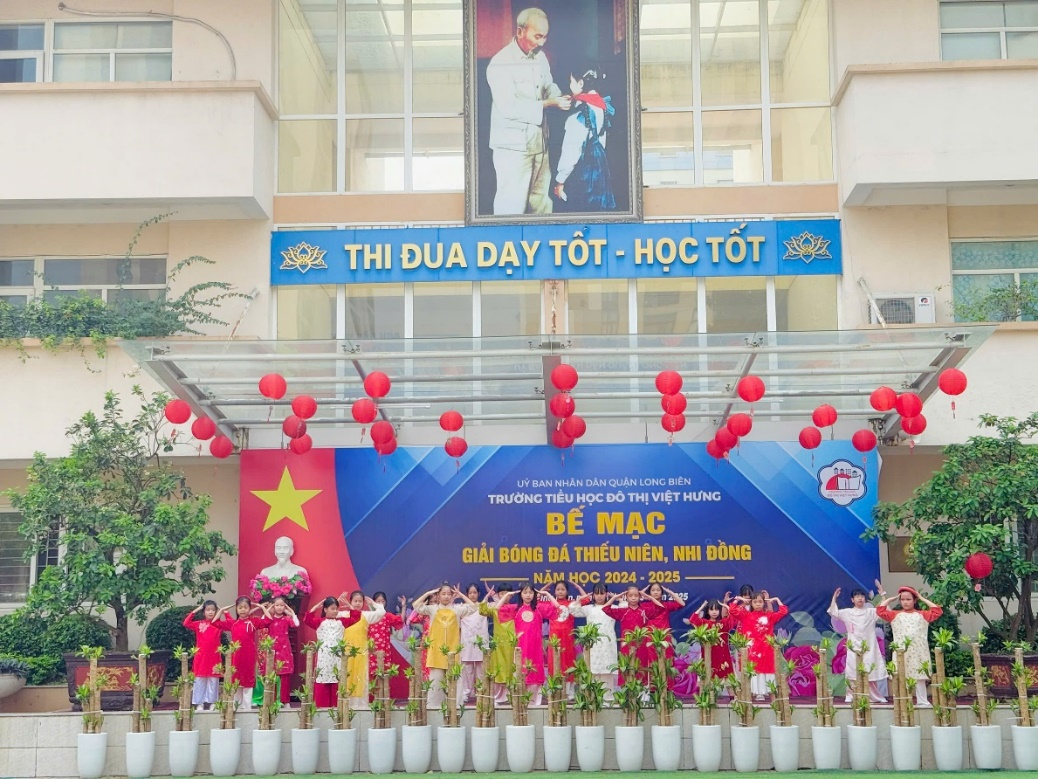 THI ĐUA DẠY TỐT - HỌC TỐT
UỶ BAN NHÂN DÂN QUẬN LONG BIÊN
TRƯỜNG TIỂU HỌC ĐÔ THỊ VIỆT HƯNG
BẾ MẠC
GIẢI BÓNG ĐÁ THIẾU NIÊN, NHI ĐỒNG
NĂM HỌC 2024 - 2025